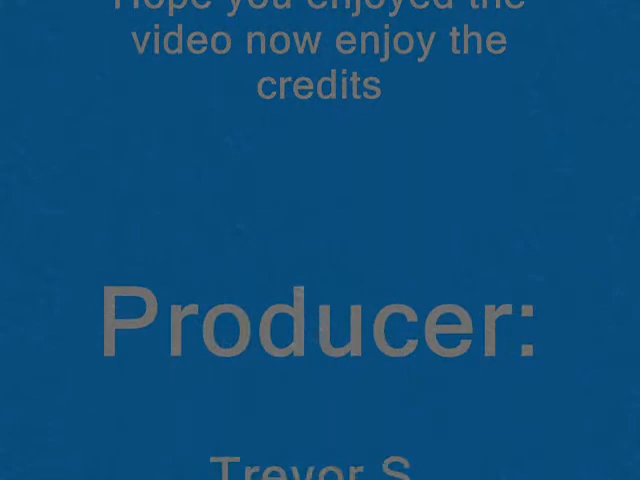 Hope you enjoyed the
video now enjoy the
credits
Producer:
Trevor S